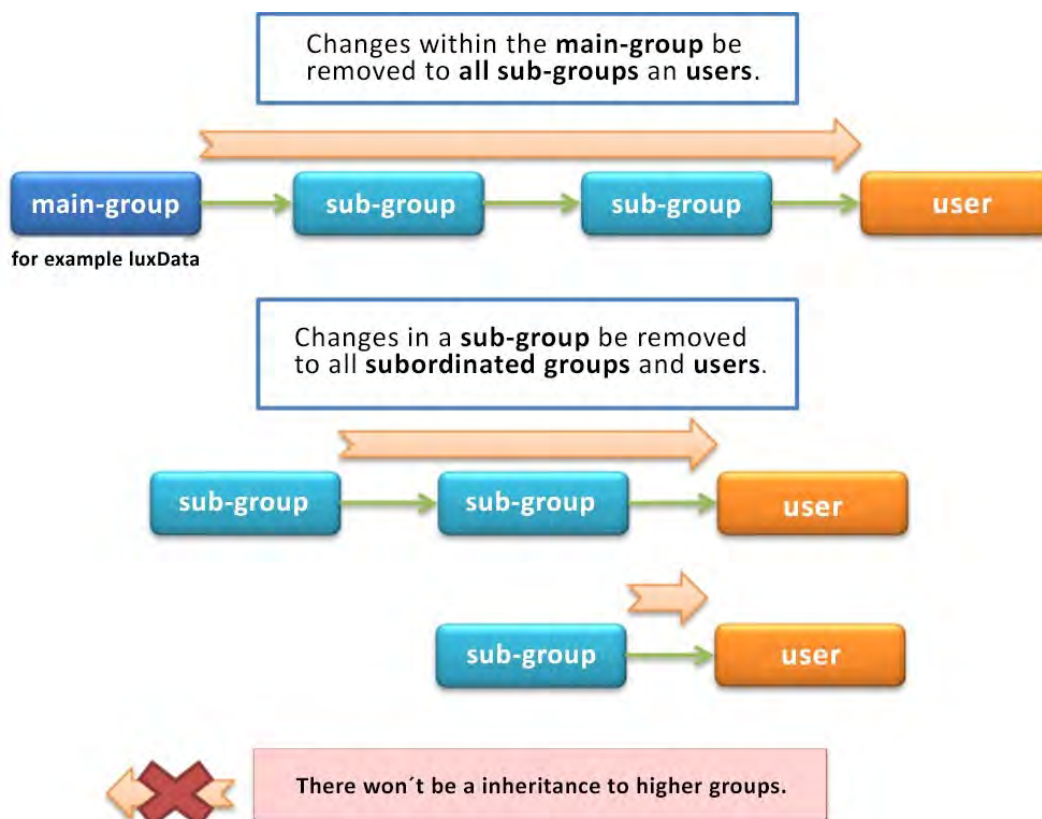 Changes within the main-group be
removed to all sub-groups an users.
main-group
sub-group
sub-group
user
for example luxData
Changes in a sub-group be removed
to all subordinated groups and users.
sub-group
sub-group
user
sub-group
user
There won´t be a inheritance to higher groups.